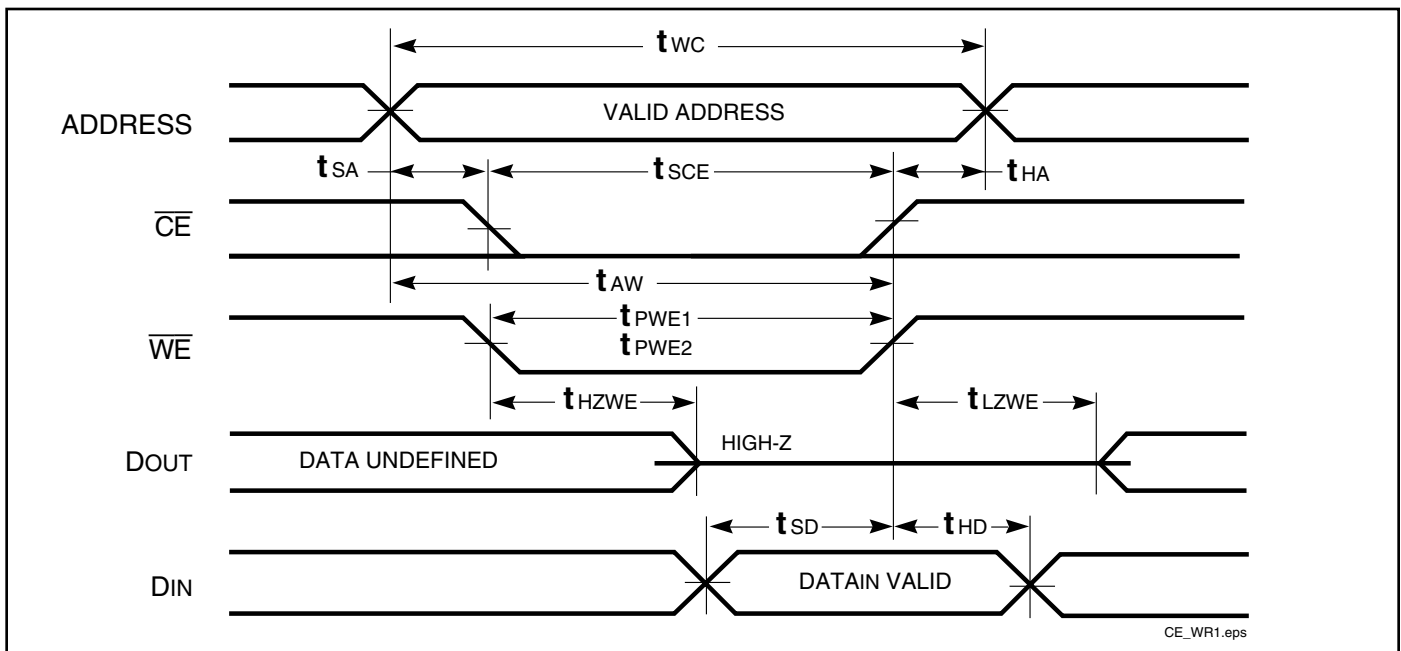 tWC
ADDRESS
VALID ADDRESS
tSA
tSCE
tHA
CE
tAW
WE
tPWE1
tPWE2
tHZWE
tLZWE
DOUT
DATA UNDEFINED
HIGH-Z
tSD
tHD
DIN
DATAIN VALID
CE_WR1.eps